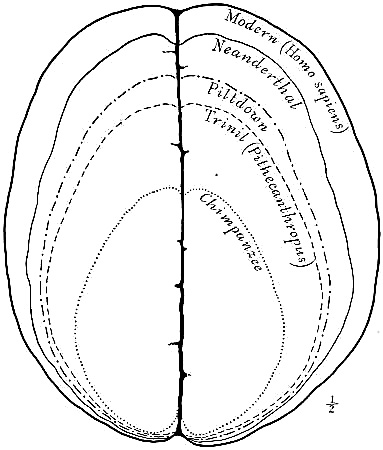 Modern (Homo sapiens)
Neanderthal
Piltdown
Trinil (Pithecanthropus)
Chimpanzee
1/2